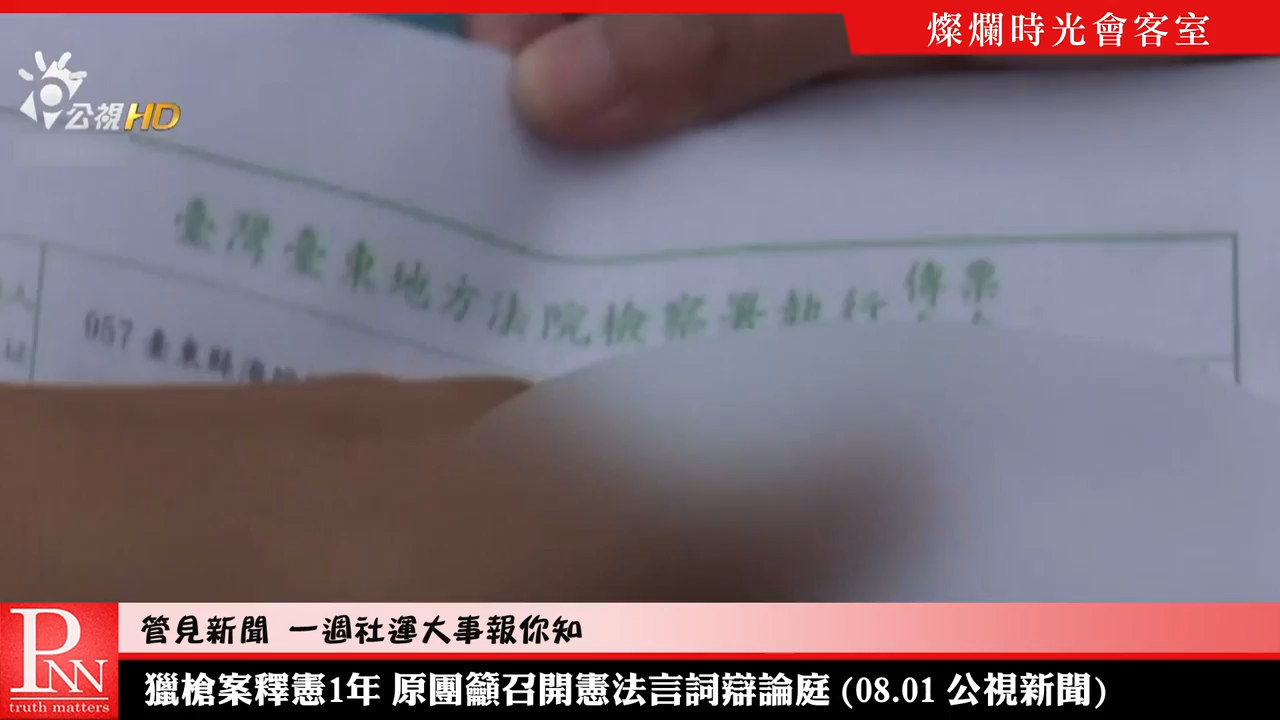 燦爛時光會客室
公視HD
臺灣臺東地方法院檢察署執行傳票
057 臺東縣海端
管見新聞 一週社運大事報你知
PNN
truth matters
獵槍案釋憲1年 原團籲召開憲法言詞辯論庭 (08.01 公視新聞)